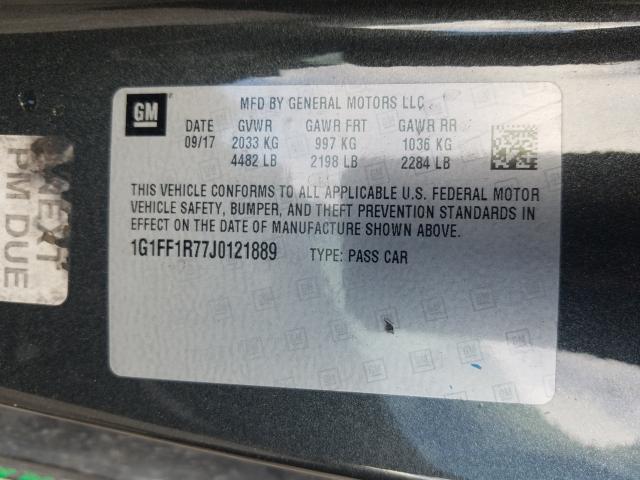 GM
MFD BY GENERAL MOTORS LLC
DATE GVWR GAWR FRT GAWR RR
09/17 2033 KG 997 KG 1036 KG
4482 LB 2198 LB 2284 LB
THIS VEHICLE CONFORMS TO ALL APPLICABLE U.S. FEDERAL MOTOR
VEHICLE SAFETY, BUMPER, AND THEFT PREVENTION STANDARDS IN
EFFECT ON THE DATE OF MANUFACTURE SHOWN ABOVE.
1G1FF1R77J0121889 TYPE: PASS CAR
NEXT
PM DUE